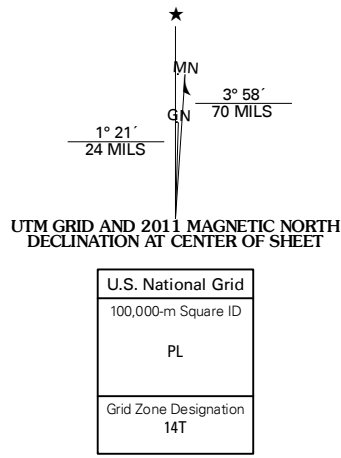 ★
MN
3° 58´
70 MILS
GN
1° 21´
24 MILS
UTM GRID AND 2011 MAGNETIC NORTH
DECLINATION AT CENTER OF SHEET
U.S. National Grid
100,000-m Square ID
PL
Grid Zone Designation
14T